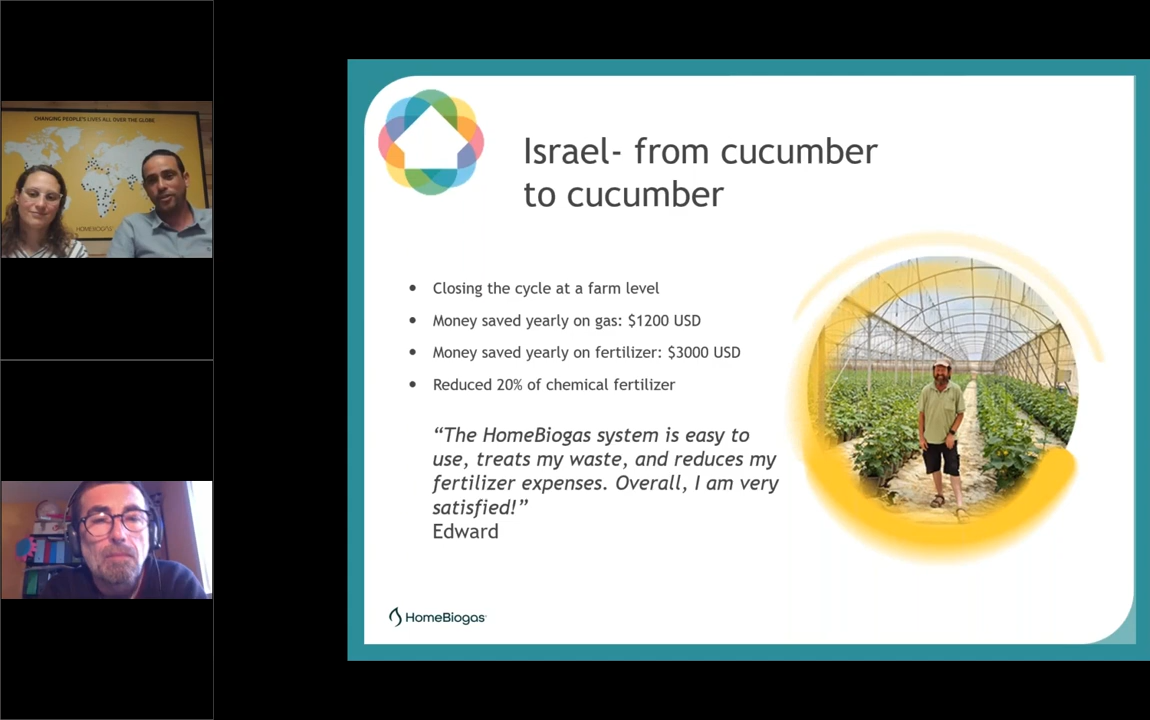 CHANGING PEOPLE'S LIVES ALL OVER THE GLOBE
HOMEBIOGAS
Israel- from cucumber
to cucumber
• Closing the cycle at a farm level
• Money saved yearly on gas: $1200 USD
• Money saved yearly on fertilizer: $3000 USD
• Reduced 20% of chemical fertilizer
“The HomeBiogas system is easy to
use, treats my waste, and reduces my
fertilizer expenses. Overall, I am very
satisfied!”
Edward
HomeBiogas